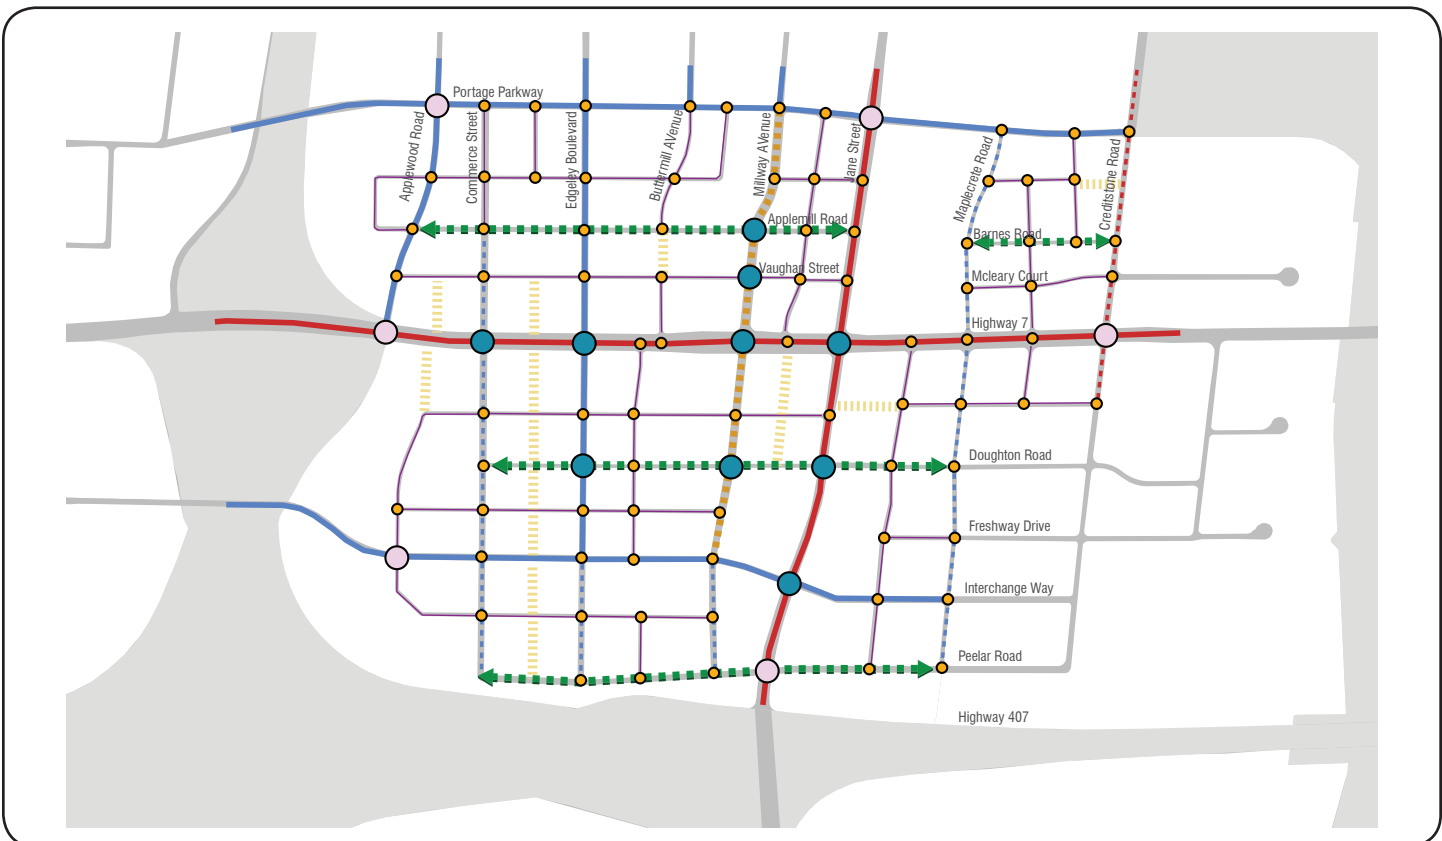 Portage Parkway
Applewood Road
Commerce Street
Edgeley Boulevard
Buttermill AVenue
Millway AVenue
Jane Street
Maplecrete Road
Creditstone Road
Applemill Road
Barnes Road
Vaughan Street
Mcleary Court
Highway 7
Doughton Road
Freshway Drive
Interchange Way
Peelar Road
Highway 407